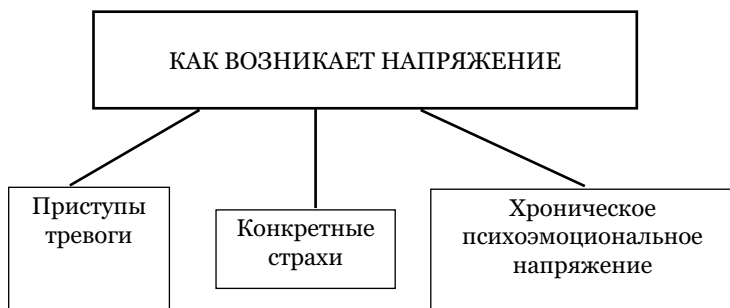 КАК ВОЗНИКАЕТ НАПРЯЖЕНИЕ
Приступы
тревоги
Конкретные
страхи
Хроническое
психоэмоциональное
напряжение